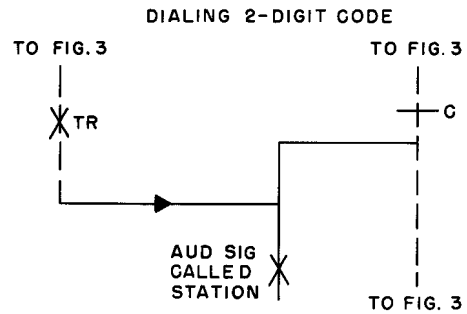 DIALING 2-DIGIT CODE
TO FIG. 3
TO FIG. 3
TR
C
AUD SIG
CALLED
STATION
TO FIG. 3